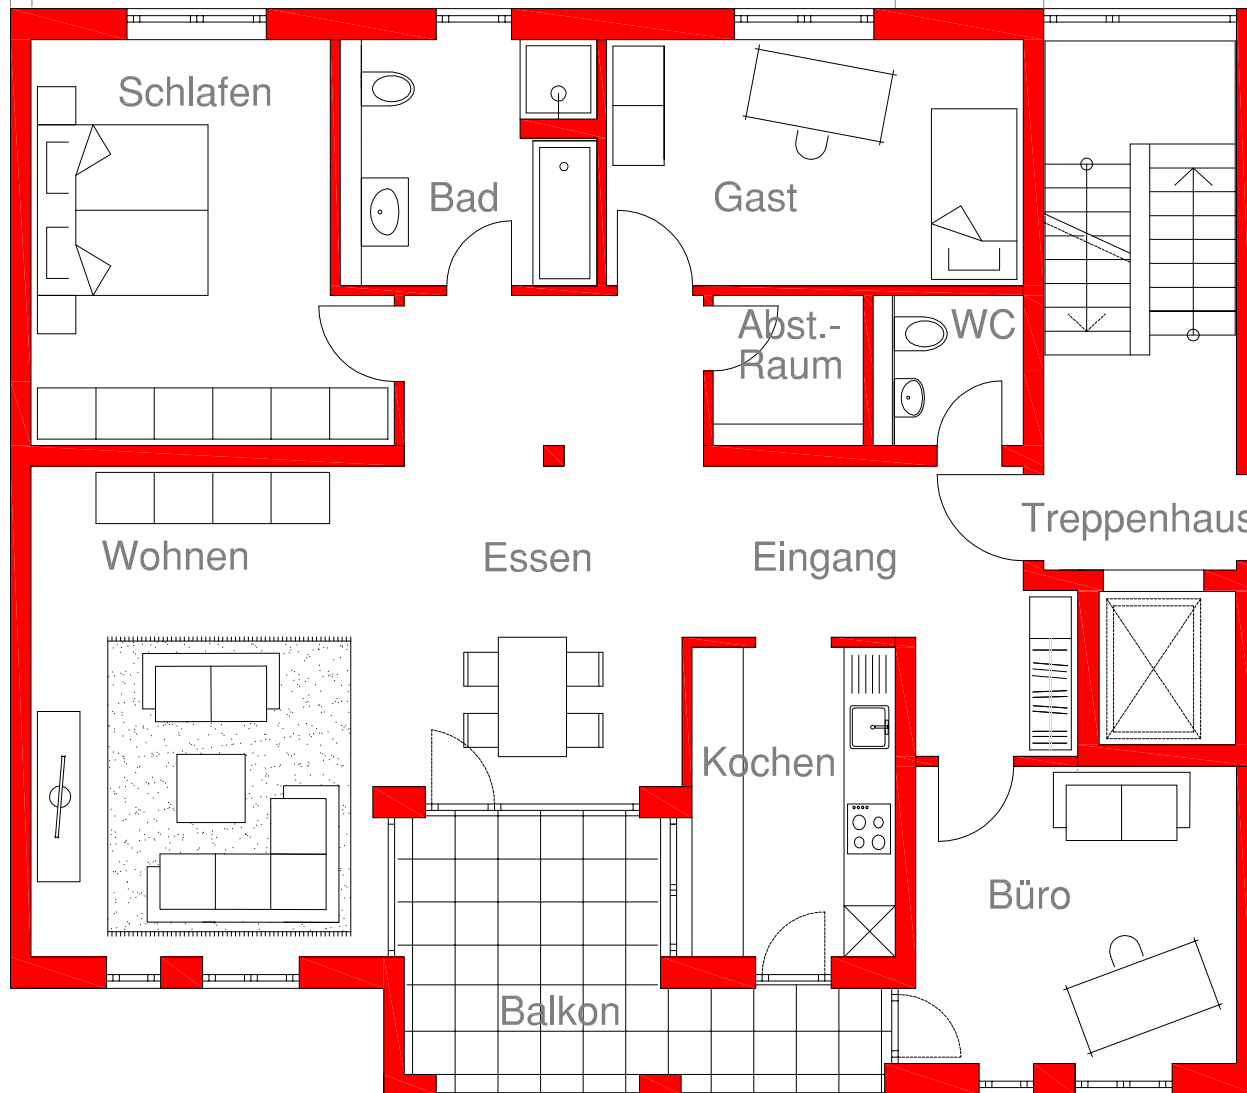 Schlafen
Bad
Gast
Abst.-
Raum
WC
Treppenhaus
Wohnen
Essen
Eingang
Kochen
Büro
Balkon